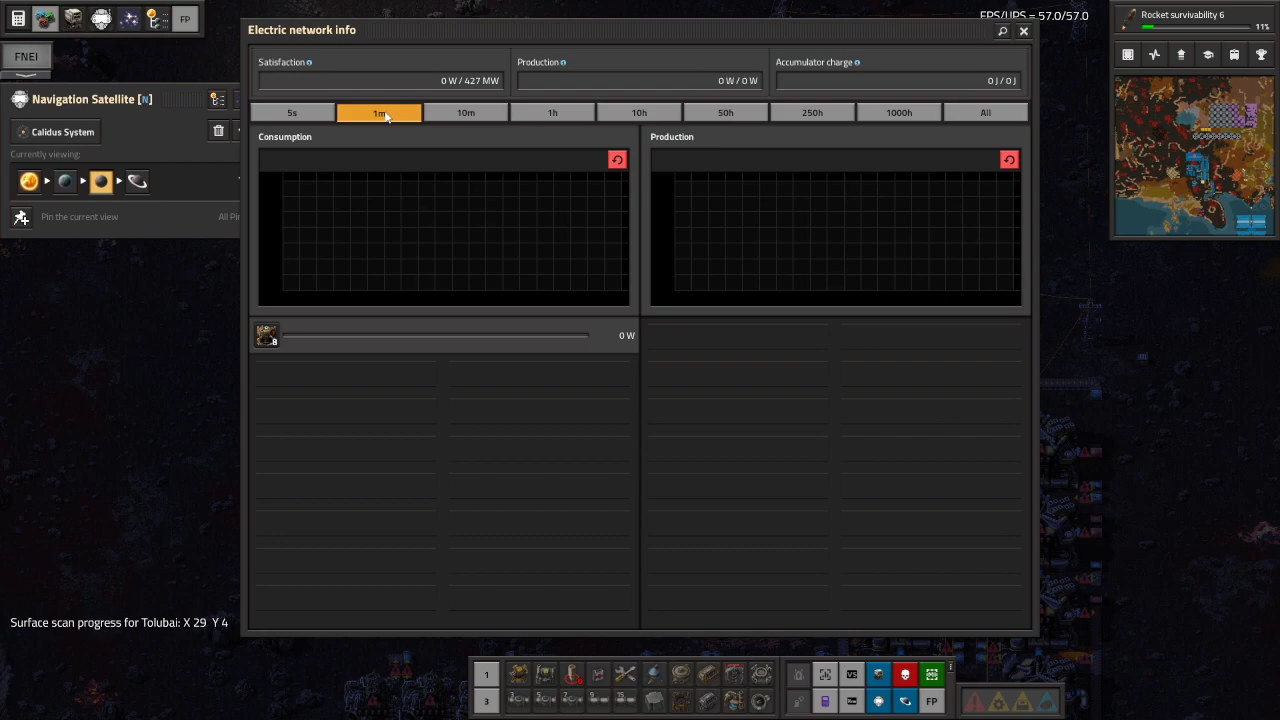 FP
FNEI
Navigation Satellite [N]
Calidus System
Currently viewing:
Pin the current view
All Pin
Surface scan progress for Tolubai: X 29 Y 4
Electric network info
Satisfaction
0 W / 427 MW
Production
0 W / 0 W
Accumulator charge
0 J / 0 J
5s
1m
10m
1h
10h
50h
250h
1000h
All
Consumption
Production
8
0 W
FPS/UPS = 57.0/57.0
Rocket survivability 6
11%
1
3
VS
FP